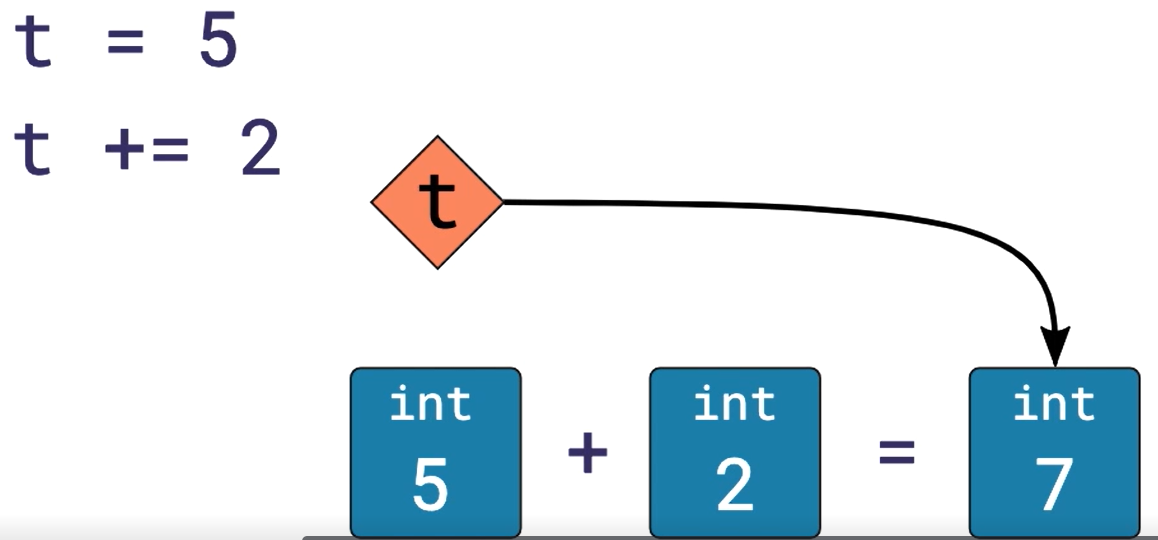 t = 5
t += 2
t
int + int = int
5 2 7